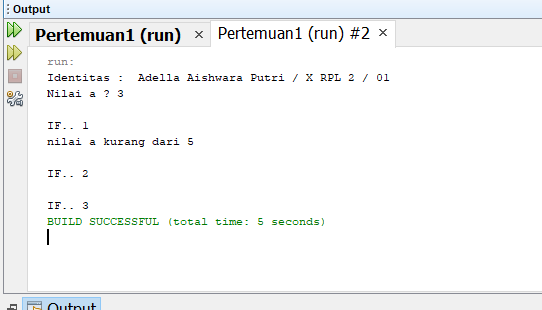 Output
Pertemuan1 (run) × Pertemuan1 (run) #2 ×
run:
Identitas :  Adella Aishwara Putri / X RPL 2 / 01
Nilai a ? 3
IF.. 1
nilai a kurang dari 5
IF.. 2
IF.. 3
BUILD SUCCESSFUL (total time: 5 seconds)
Output